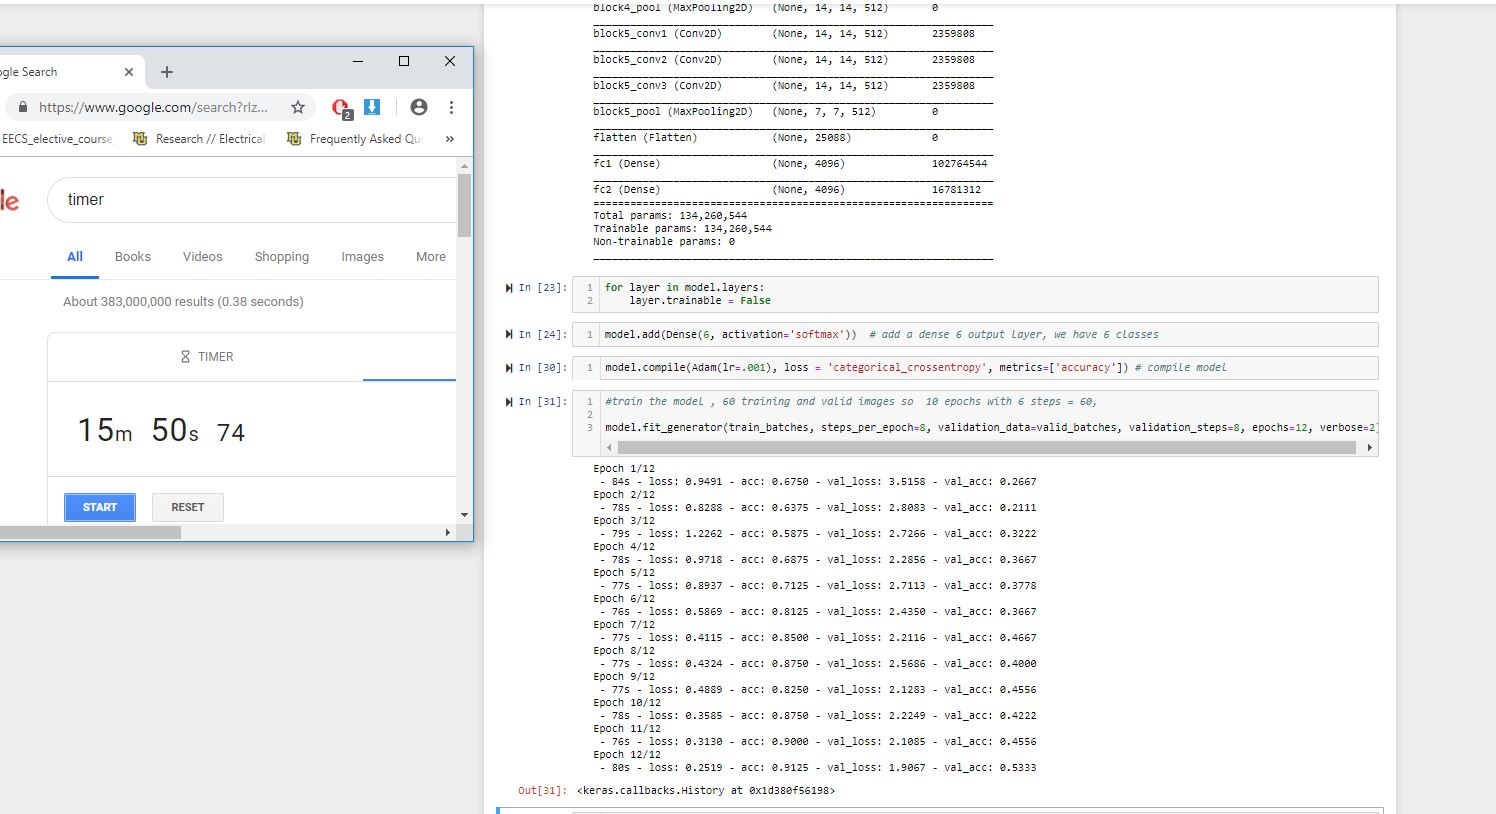 ogle Search
https://www.google.com/search?rlz...
2
EECS_elective_course
Research // Electrical
Frequently Asked Qu
»
le
timer
All
Books
Videos
Shopping
Images
More
About 383,000,000 results (0.38 seconds)
TIMER
15m 50s 74
START
RESET
block4_pool (MaxPooling2D) (None, 14, 14, 512) 0
block5_conv1 (Conv2D) (None, 14, 14, 512) 2359808
block5_conv2 (Conv2D) (None, 14, 14, 512) 2359808
block5_conv3 (Conv2D) (None, 14, 14, 512) 2359808
block5_pool (MaxPooling2D) (None, 7, 7, 512) 0
flatten (Flatten) (None, 25088) 0
fc1 (Dense) (None, 4096) 102764544
fc2 (Dense) (None, 4096) 16781312
Total params: 134,260,544
Trainable params: 134,260,544
Non-trainable params: 0
In [23]:
1 for layer in model.layers:
2 layer.trainable = False
In [24]:
1 model.add(Dense(6, activation='softmax')) # add a dense 6 output layer, we have 6 classes
In [30]:
1 model.compile(Adam(lr=.001), loss = 'categorical_crossentropy', metrics=['accuracy']) # compile model
In [31]:
1 #train the model , 60 training and valid images so 10 epochs with 6 steps = 60,
2
3 model.fit_generator(train_batches, steps_per_epoch=8, validation_data=valid_batches, validation_steps=8, epochs=12, verbose=2)
Epoch 1/12
- 84s - loss: 0.9491 - acc: 0.6750 - val_loss: 3.5158 - val_acc: 0.2667
Epoch 2/12
- 78s - loss: 0.8288 - acc: 0.6375 - val_loss: 2.8083 - val_acc: 0.2111
Epoch 3/12
- 79s - loss: 1.2262 - acc: 0.5875 - val_loss: 2.7266 - val_acc: 0.3222
Epoch 4/12
- 78s - loss: 0.9718 - acc: 0.6875 - val_loss: 2.2856 - val_acc: 0.3667
Epoch 5/12
- 77s - loss: 0.8937 - acc: 0.7125 - val_loss: 2.7113 - val_acc: 0.3778
Epoch 6/12
- 76s - loss: 0.5869 - acc: 0.8125 - val_loss: 2.4350 - val_acc: 0.3667
Epoch 7/12
- 77s - loss: 0.4115 - acc: 0.8500 - val_loss: 2.2116 - val_acc: 0.4667
Epoch 8/12
- 77s - loss: 0.4324 - acc: 0.8750 - val_loss: 2.5686 - val_acc: 0.4000
Epoch 9/12
- 77s - loss: 0.4889 - acc: 0.8250 - val_loss: 2.1283 - val_acc: 0.4556
Epoch 10/12
- 78s - loss: 0.3585 - acc: 0.8750 - val_loss: 2.2249 - val_acc: 0.4222
Epoch 11/12
- 76s - loss: 0.3130 - acc: 0.9000 - val_loss: 2.1085 - val_acc: 0.4556
Epoch 12/12
- 80s - loss: 0.2519 - acc: 0.9125 - val_loss: 1.9067 - val_acc: 0.5333
Out[31]: <keras.callbacks.History at 0x1d380f56198>